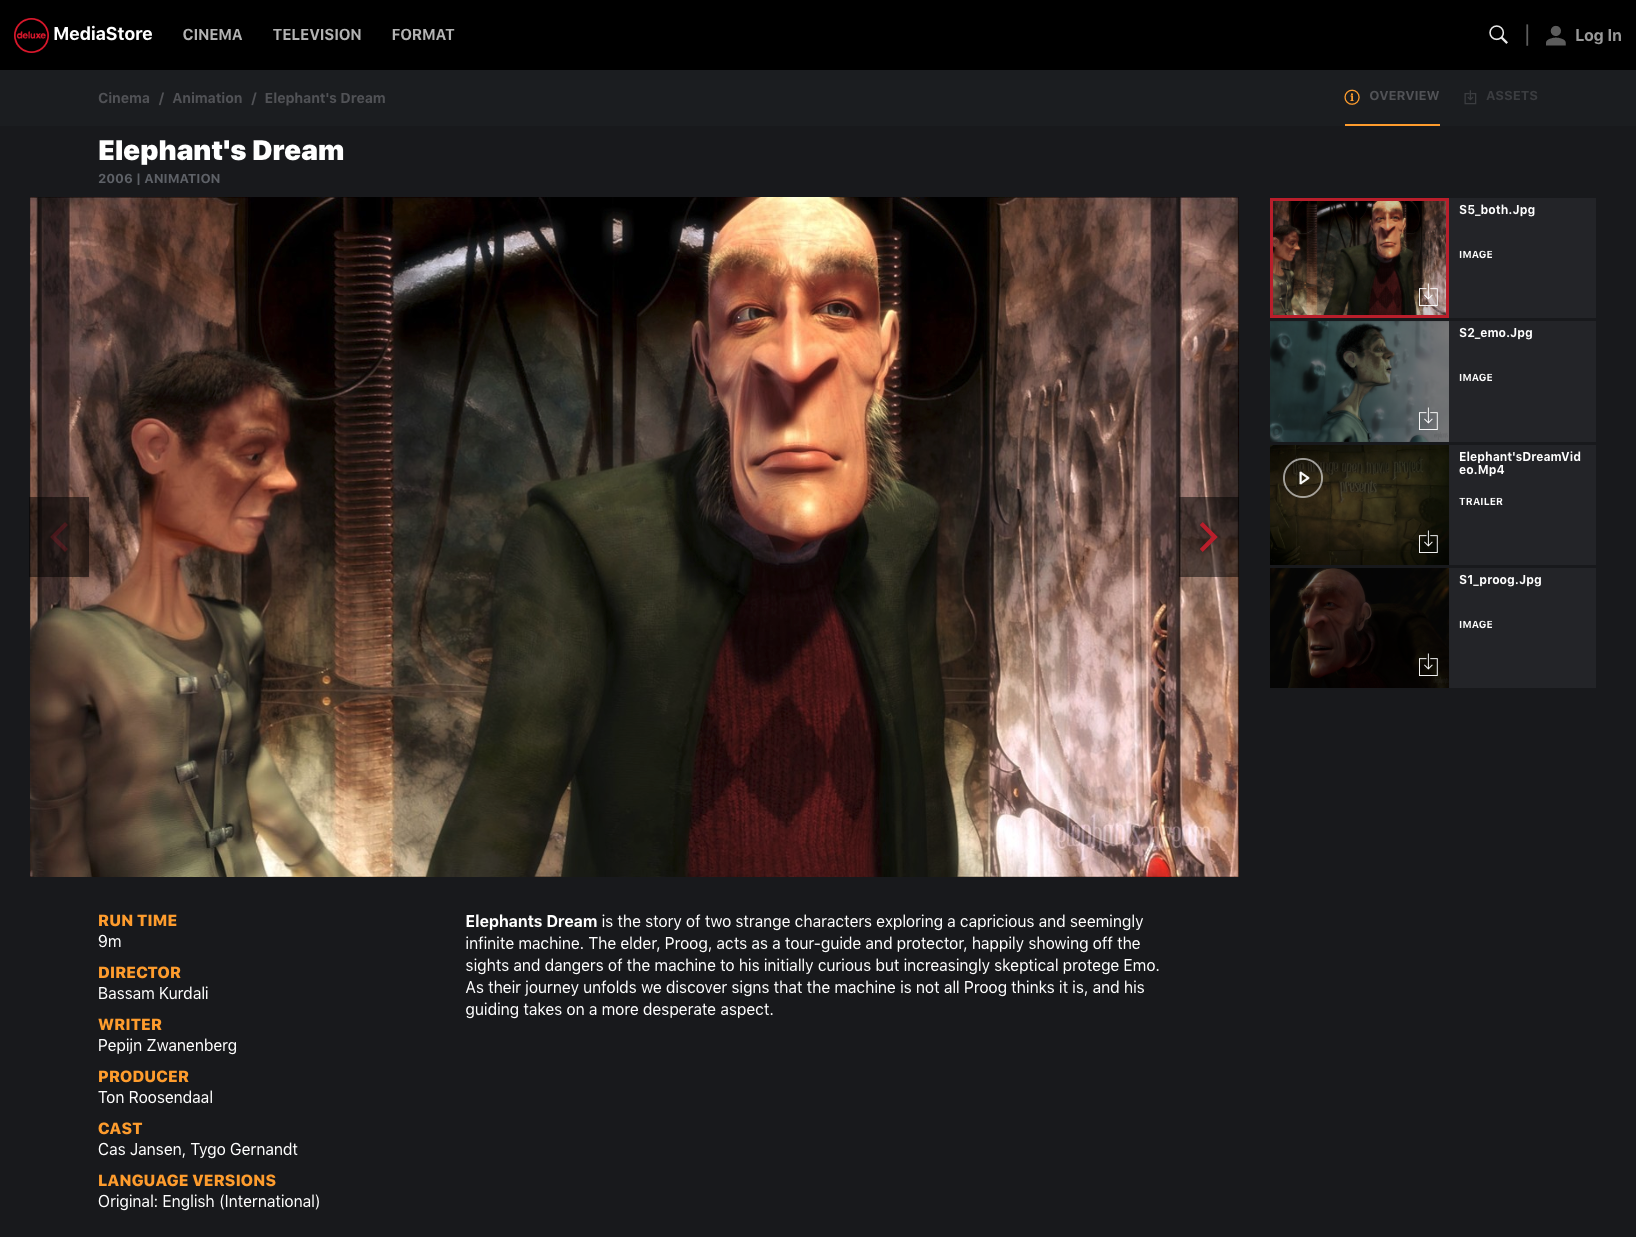 deluxe MediaStore CINEMA TELEVISION FORMAT Log In
Cinema / Animation / Elephant's Dream OVERVIEW ASSETS
Elephant's Dream
2006 | ANIMATION
elephants dream
S5_both.Jpg
IMAGE
S2_emo.Jpg
IMAGE
Elephant'sDreamVid
eo.Mp4
TRAILER
S1_proog.Jpg
IMAGE
RUN TIME
9m
DIRECTOR
Bassam Kurdali
WRITER
Pepijn Zwanenberg
PRODUCER
Ton Roosendaal
CAST
Cas Jansen, Tygo Gernandt
LANGUAGE VERSIONS
Original: English (International)
Elephants Dream is the story of two strange characters exploring a capricious and seemingly
infinite machine. The elder, Proog, acts as a tour-guide and protector, happily showing off the
sights and dangers of the machine to his initially curious but increasingly skeptical protege Emo.
As their journey unfolds we discover signs that the machine is not all Proog thinks it is, and his
guiding takes on a more desperate aspect.